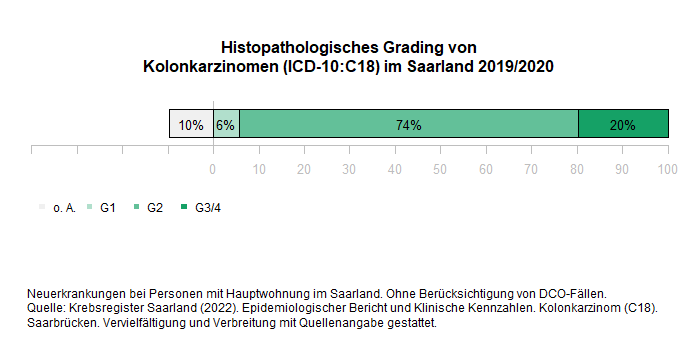 Histopathologisches Grading von
Kolonkarzinomen (ICD-10:C18) im Saarland 2019/2020
10% 6% 74% 20%
0 10 20 30 40 50 60 70 80 90 100
o. A. G1 G2 G3/4
Neuerkrankungen bei Personen mit Hauptwohnung im Saarland. Ohne Berücksichtigung von DCO-Fällen.
Quelle: Krebsregister Saarland (2022). Epidemiologischer Bericht und Klinische Kennzahlen. Kolonkarzinom (C18).
Saarbrücken. Vervielfältigung und Verbreitung mit Quellenangabe gestattet.